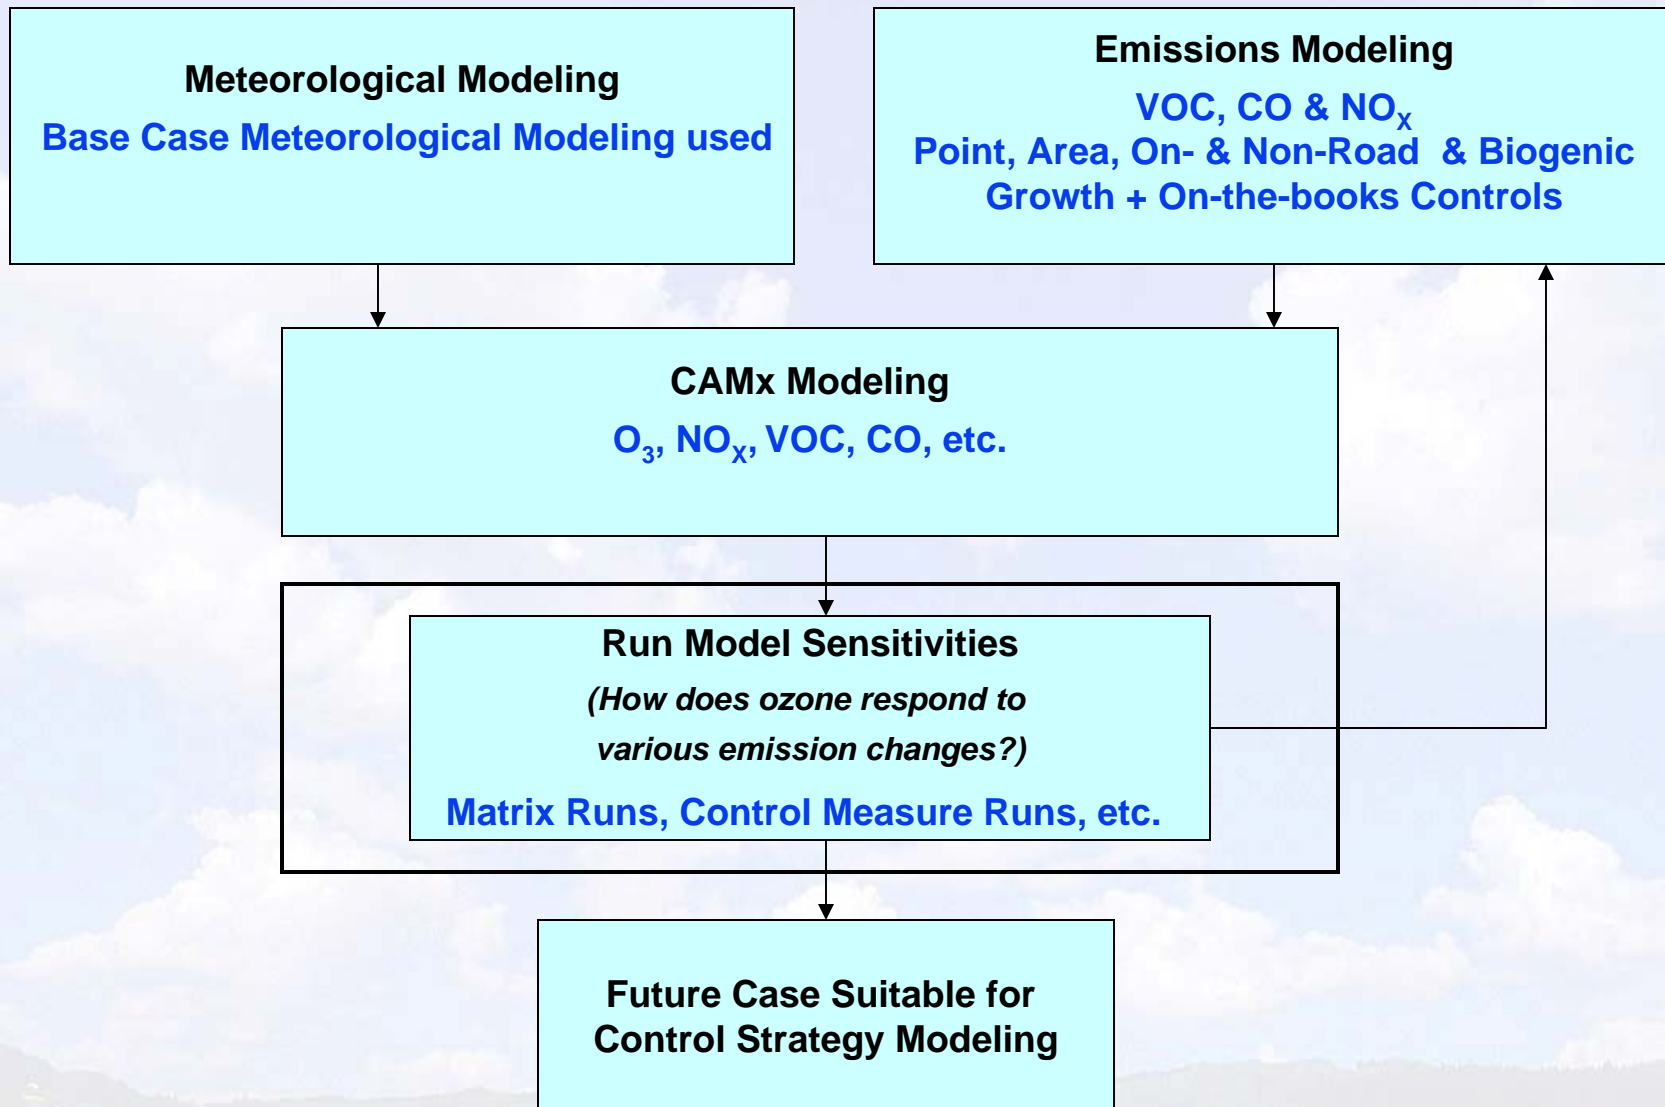 Meteorological Modeling
Base Case Meteorological Modeling used
Emissions Modeling
VOC, CO & NOX
Point, Area, On- & Non-Road & Biogenic
Growth + On-the-books Controls
CAMx Modeling
O3, NOX, VOC, CO, etc.
Run Model Sensitivities
(How does ozone respond to
various emission changes?)
Matrix Runs, Control Measure Runs, etc.
Future Case Suitable for
Control Strategy Modeling